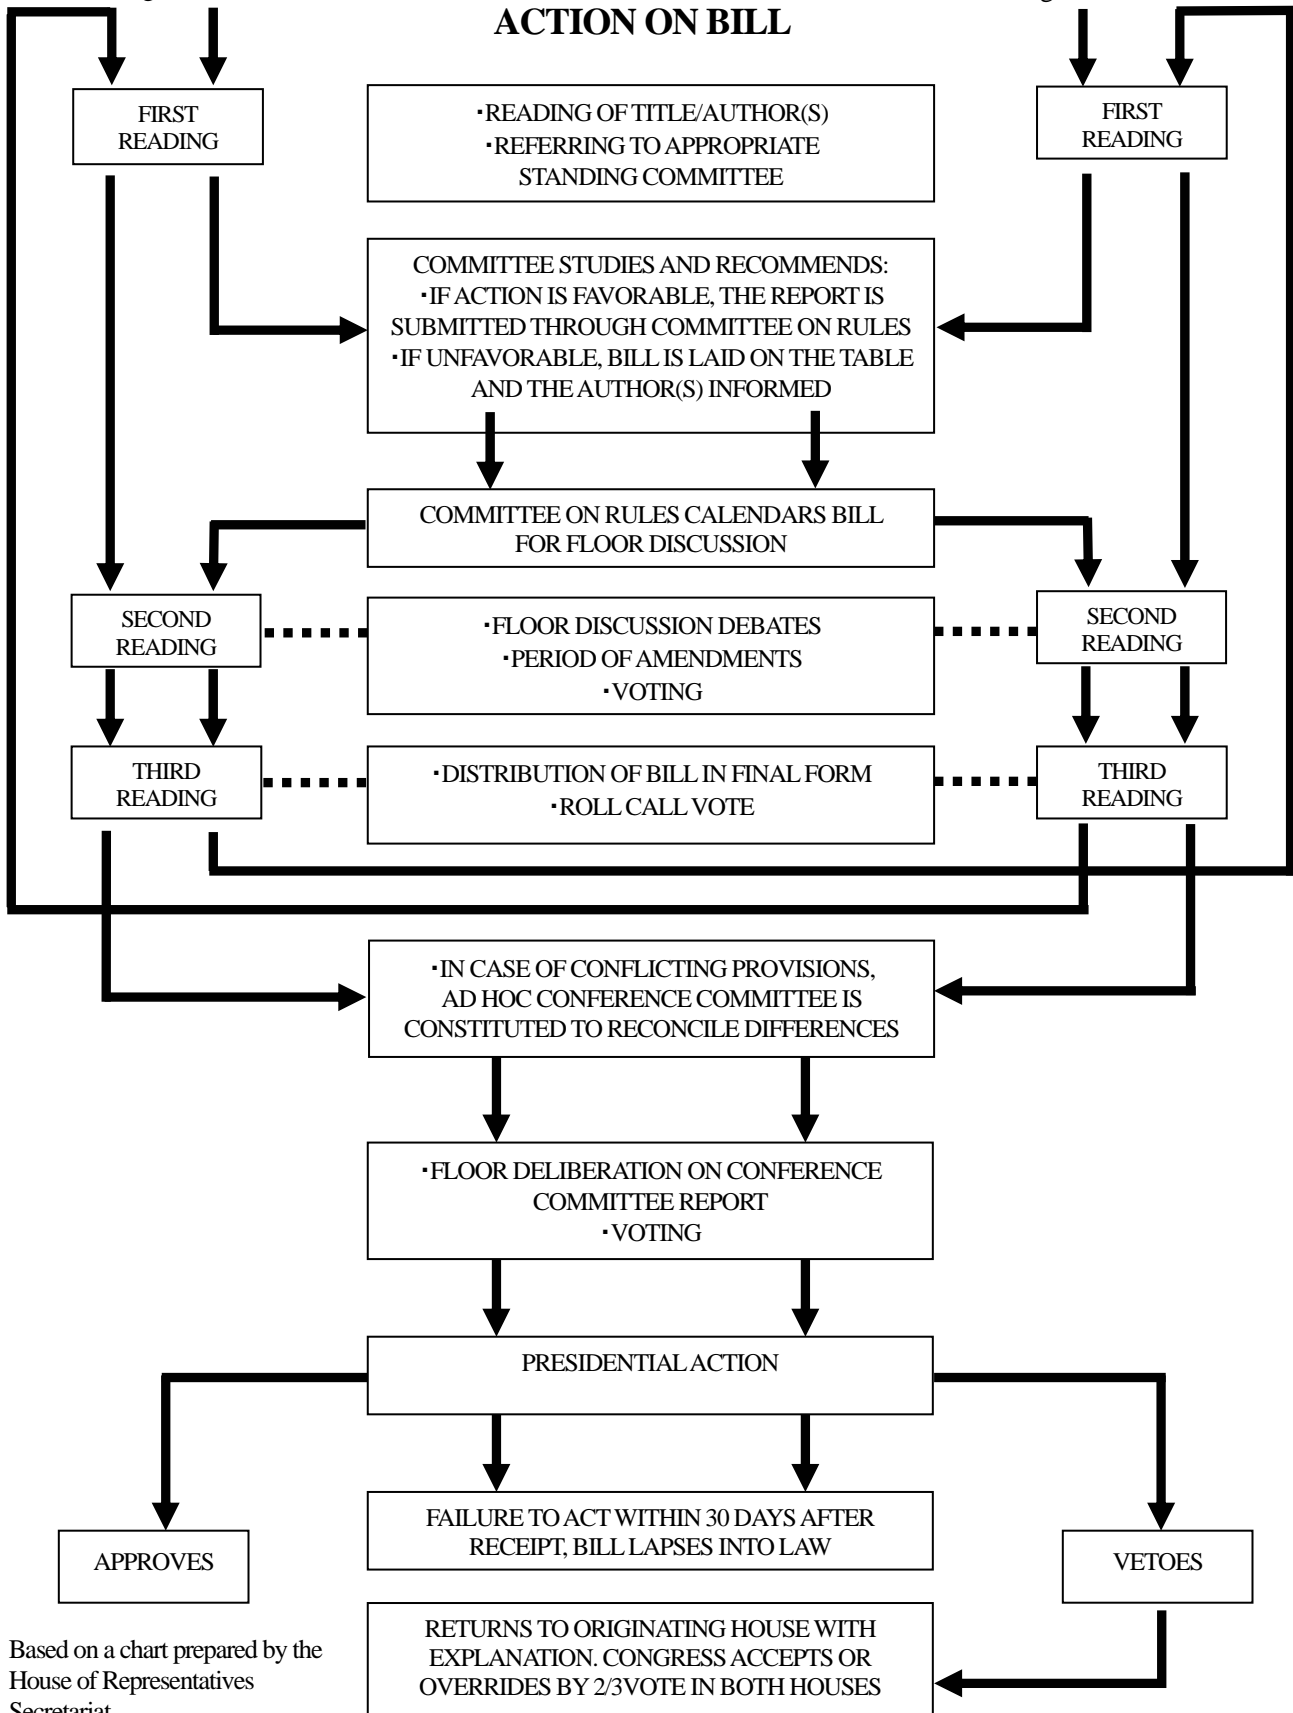 ACTION ON BILL
FIRST
READING
▪READING OF TITLE/AUTHOR(S)
▪REFERRING TO APPROPRIATE
STANDING COMMITTEE
FIRST
READING
COMMITTEE STUDIES AND RECOMMENDS:
▪IF ACTION IS FAVORABLE, THE REPORT IS
SUBMITTED THROUGH COMMITTEE ON RULES
▪IF UNFAVORABLE, BILL IS LAID ON THE TABLE
AND THE AUTHOR(S) INFORMED
COMMITTEE ON RULES CALENDARS BILL
FOR FLOOR DISCUSSION
SECOND
READING
▪FLOOR DISCUSSION DEBATES
▪PERIOD OF AMENDMENTS
▪VOTING
SECOND
READING
THIRD
READING
▪DISTRIBUTION OF BILL IN FINAL FORM
▪ROLL CALL VOTE
THIRD
READING
▪IN CASE OF CONFLICTING PROVISIONS,
AD HOC CONFERENCE COMMITTEE IS
CONSTITUTED TO RECONCILE DIFFERENCES
▪FLOOR DELIBERATION ON CONFERENCE
COMMITTEE REPORT
▪VOTING
PRESIDENTIAL ACTION
FAILURE TO ACT WITHIN 30 DAYS AFTER
RECEIPT, BILL LAPSES INTO LAW
APPROVES
VETOES
RETURNS TO ORIGINATING HOUSE WITH
EXPLANATION. CONGRESS ACCEPTS OR
OVERRIDES BY 2/3VOTE IN BOTH HOUSES
Based on a chart prepared by the
House of Representatives
Secretariat